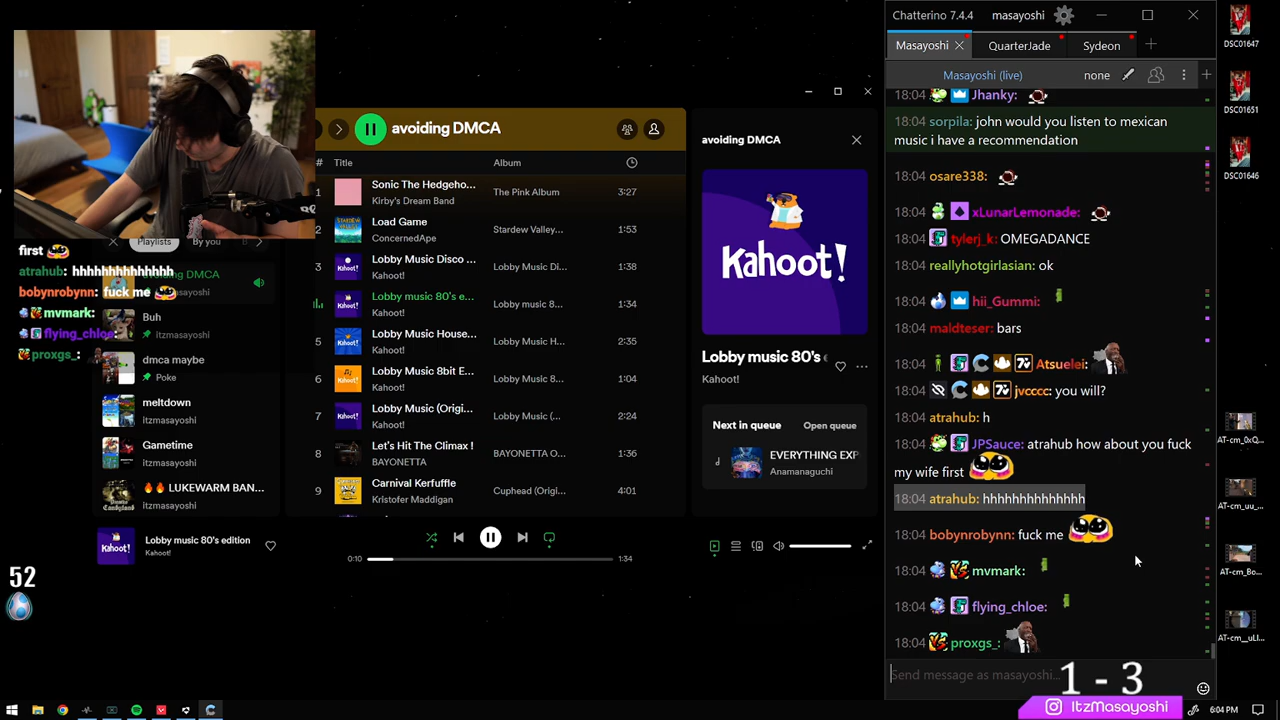 Chatterino 7.4.4
masayoshi
Masayoshi
QuarterJade
Sydeon
Masayoshi (live)
none
18:04 Jhanky:
18:04 sorpila: john would you listen to mexican
music i have a recommendation
18:04 osare338:
18:04 xLunarLemonade:
18:04 tylerj_k: OMEGADANCE
18:04 reallyhotgirlasian: ok
18:04 hii_Gummi:
18:04 maldteser: bars
18:04 Atsuelei:
18:04 jvcccc: you will?
18:04 atrahub: h
18:04 JPSauce: atrahub how about you fuck
my wife first
18:04 atrahub: hhhhhhhhhhhhhh
18:04 bobynrobynn: fuck me
18:04 mvmark:
18:04 flying_chloe:
18:04 proxgs_:
Send message as masayoshi...
1 - 3
ItzMasayoshi
DSC01647
DSC01651
DSC01646
AT-cm_0xQ...
AT-cm_uu_...
AT-cm_Bo...
AT-cm__uLI...
avoiding DMCA
# Title Album
1 Sonic The Hedgeho... The Pink Album 3:27
Kirby's Dream Band
2 Load Game Stardew Valley... 1:53
ConcernedApe
3 Lobby Music Disco ... Lobby Music Di... 1:38
Kahoot!
Lobby music 80's e... Lobby music 8... 1:34
Kahoot!
5 Lobby Music House... Lobby Music H... 2:35
Kahoot!
6 Lobby Music 8bit E... Lobby Music 8... 1:04
Kahoot!
7 Lobby Music (Origi... Lobby Music (... 2:24
Kahoot!
8 Let's Hit The Climax ! BAYONETTA O... 1:36
BAYONETTA
9 Carnival Kerfuffle Cuphead (Origi... 4:01
Kristofer Maddigan
avoiding DMCA
Kahoot!
Lobby music 80's e
Kahoot!
Next in queue
Open queue
EVERYTHING EXP
Anamanaguchi
Playlists
By you
first
atrahub: hhhhhhhhhhhhhh
bobynrobynn: fuck me
mvmark:
flying_chloe:
proxgs_:
avoiding DMCA
Buh
itzmasayoshi
dmca maybe
Poke
meltdown
itzmasayoshi
Gametime
itzmasayoshi
LUKEWARM BAN...
itzmasayoshi
Lobby music 80's edition
Kahoot!
0:10
1:34
52
6:04 PM